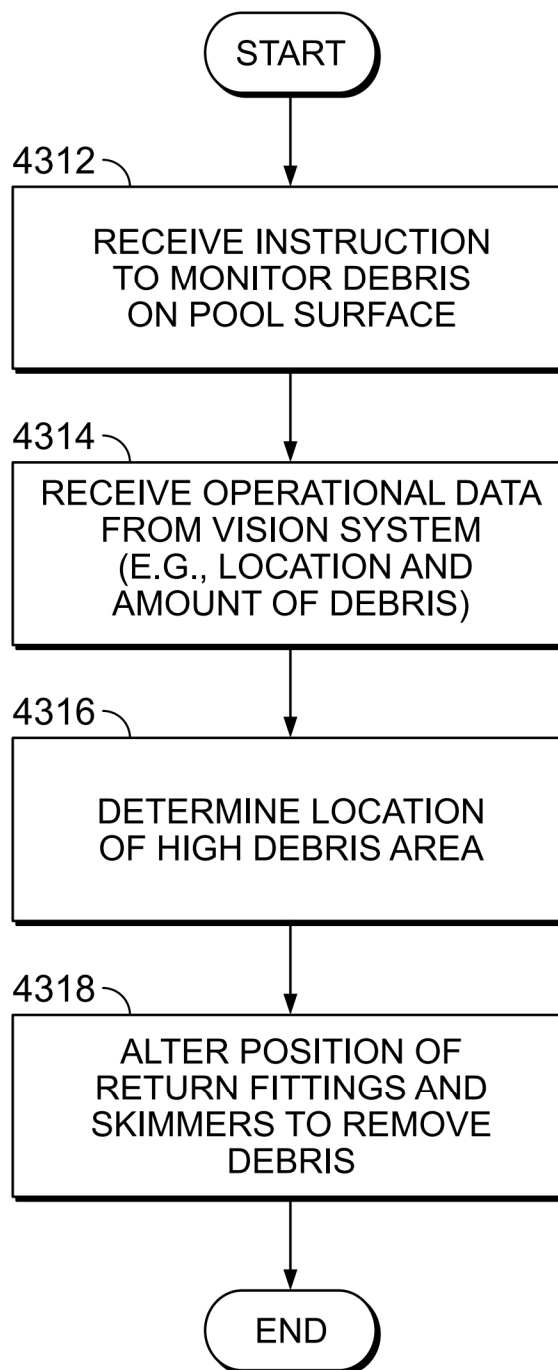 START
4312
RECEIVE INSTRUCTION
TO MONITOR DEBRIS
ON POOL SURFACE
4314
RECEIVE OPERATIONAL DATA
FROM VISION SYSTEM
(E.G., LOCATION AND
AMOUNT OF DEBRIS)
4316
DETERMINE LOCATION
OF HIGH DEBRIS AREA
4318
ALTER POSITION OF
RETURN FITTINGS AND
SKIMMERS TO REMOVE
DEBRIS
END